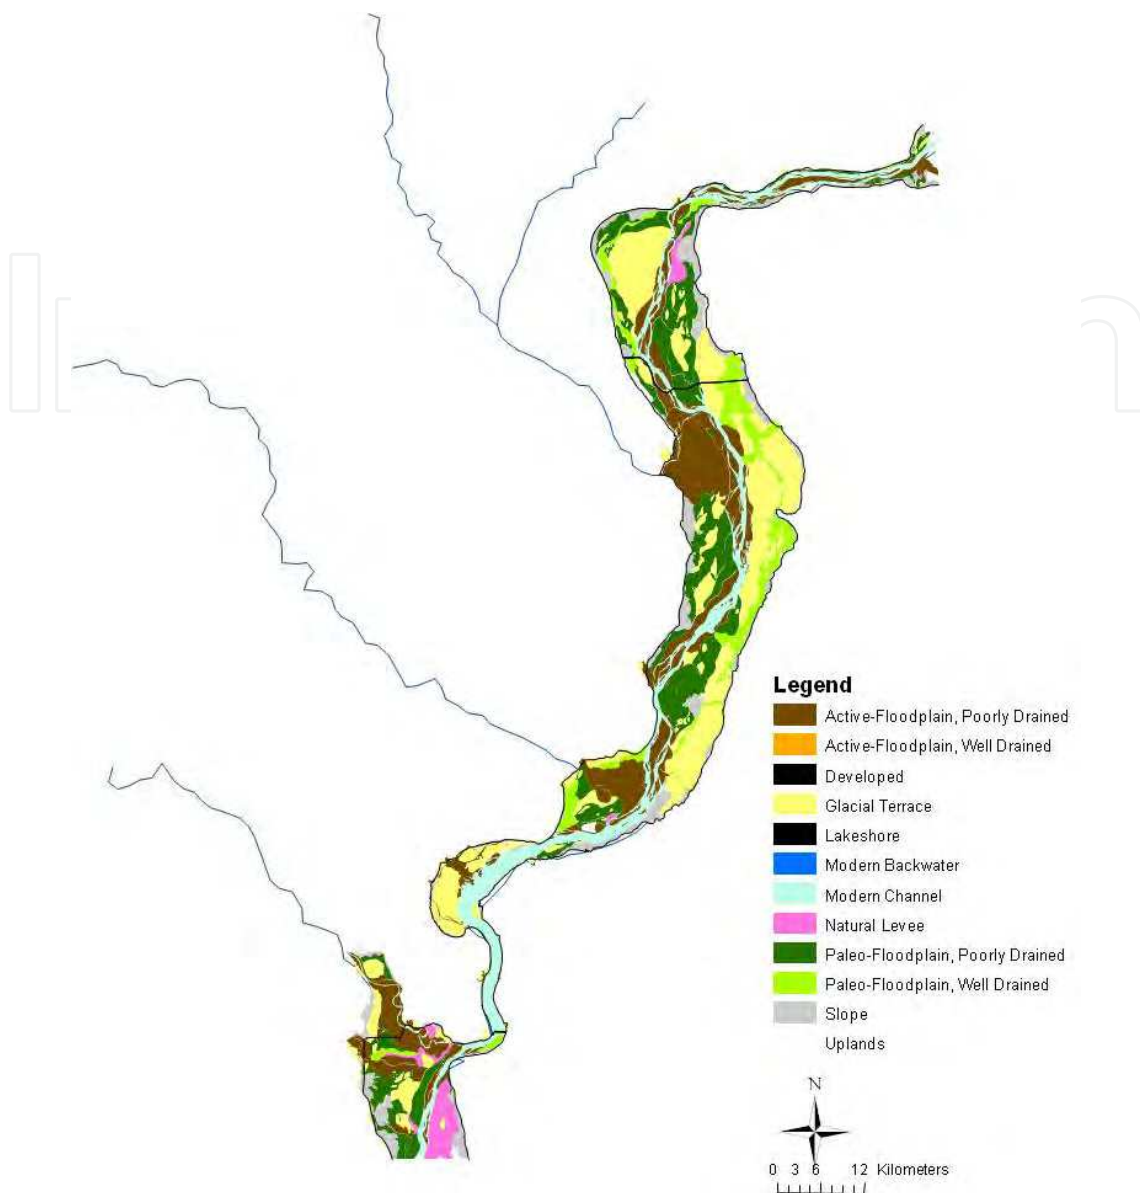 Legend
Active-Floodplain, Poorly Drained
Active-Floodplain, Well Drained
Developed
Glacial Terrace
Lakeshore
Modern Backwater
Modern Channel
Natural Levee
Paleo-Floodplain, Poorly Drained
Paleo-Floodplain, Well Drained
Slope
Uplands
N
0 3 6 12 Kilometers